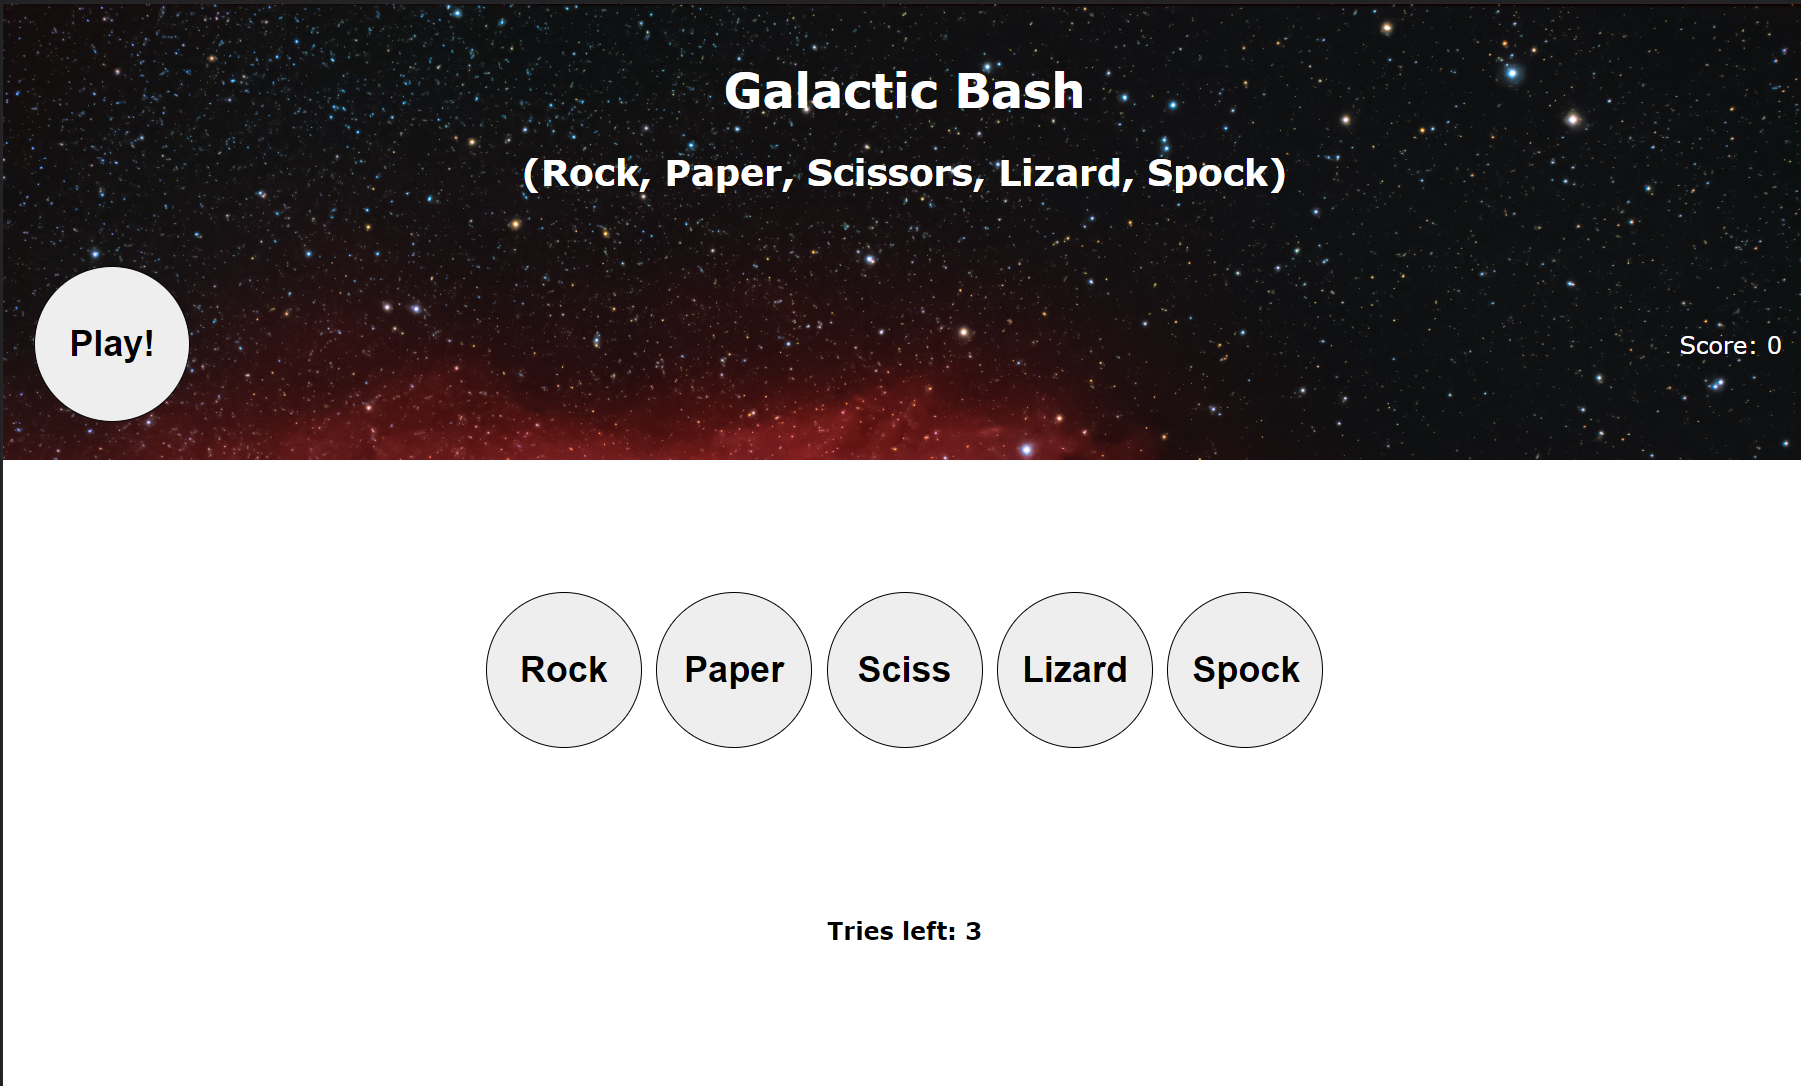 Galactic Bash
(Rock, Paper, Scissors, Lizard, Spock)
Play!
Score: 0
Rock Paper Sciss Lizard Spock
Tries left: 3